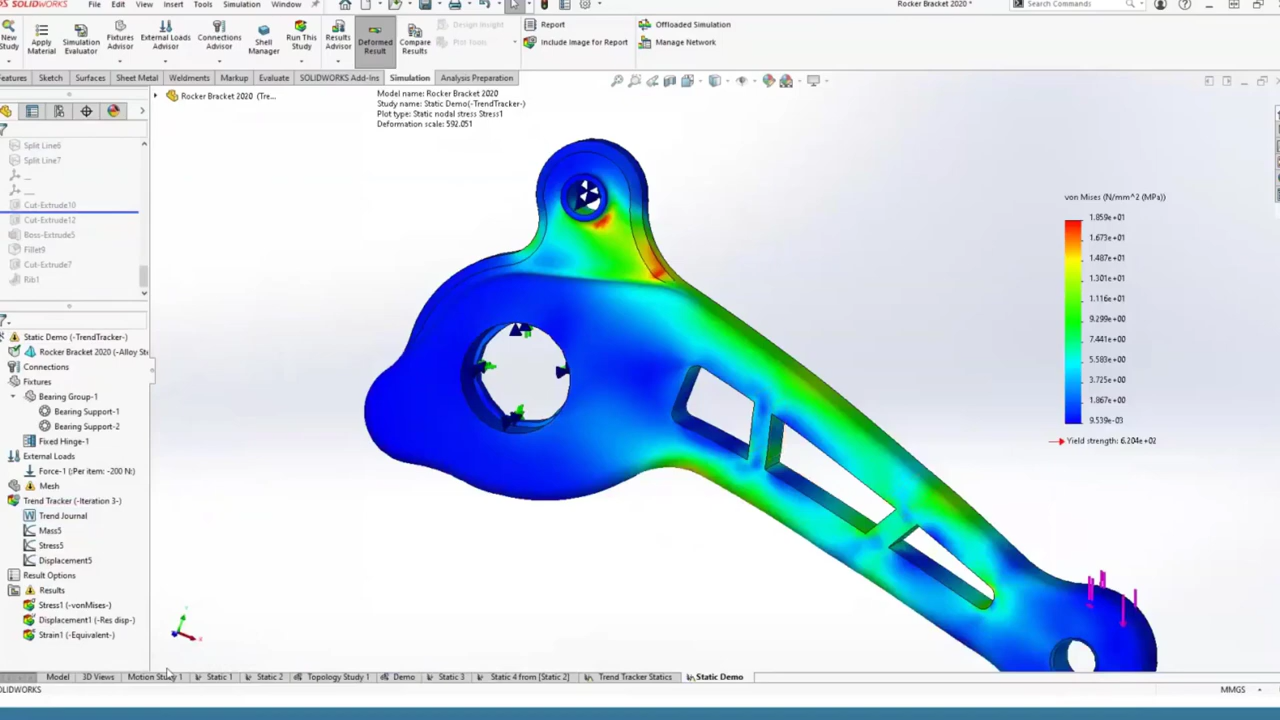 SOLIDWORKS
File
Edit
View
Insert
Tools
Simulation
Window
Rocker Bracket 2020 *
Search Commands
New
Study
Apply
Material
Simulation
Evaluator
Fixtures
Advisor
External Loads
Advisor
Connections
Advisor
Shell
Manager
Run This
Study
Results
Advisor
Deformed
Result
Compare
Results
Design Insight
Plot Tools
Report
Include Image for Report
Offloaded Simulation
Manage Network
Features
Sketch
Surfaces
Sheet Metal
Weldments
Markup
Evaluate
SOLIDWORKS Add-Ins
Simulation
Analysis Preparation
Rocker Bracket 2020 (Tre...
Model name: Rocker Bracket 2020
Study name: Static Demo(-TrendTracker-)
Plot type: Static nodal stress Stress1
Deformation scale: 592.051
Split Line6
Split Line7
Cut-Extrude10
Cut-Extrude12
Boss-Extrude5
Fillet9
Cut-Extrude7
Rib1
Static Demo (-TrendTracker-)
Rocker Bracket 2020 (-Alloy Ste
Connections
Fixtures
Bearing Group-1
Bearing Support-1
Bearing Support-2
Fixed Hinge-1
External Loads
Force-1 (:Per item: -200 N:)
Mesh
Trend Tracker (-Iteration 3-)
Trend Journal
Mass5
Stress5
Displacement5
Result Options
Results
Stress1 (-vonMises-)
Displacement1 (-Res disp-)
Strain1 (-Equivalent-)
von Mises (N/mm^2 (MPa))
1.859e+01
1.673e+01
1.487e+01
1.301e+01
1.116e+01
9.299e+00
7.441e+00
5.583e+00
3.725e+00
1.867e+00
9.539e-03
Yield strength: 6.204e+02
Model
3D Views
Motion Study 1
Static 1
Static 2
Topology Study 1
Demo
Static 3
Static 4 from [Static 2]
Trend Tracker Statics
Static Demo
SOLIDWORKS
MMGS